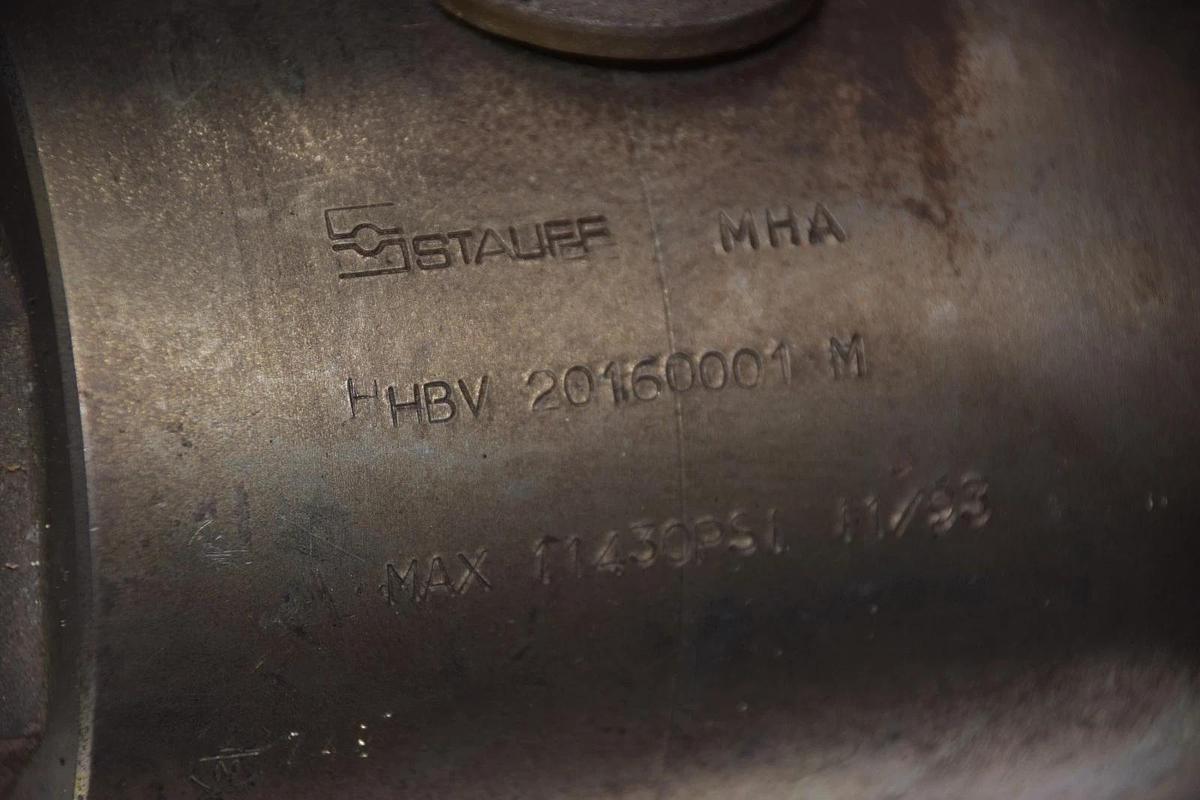 STAUFF MHA
HHBV 20160001 M
MAX 11430PSI 11/93